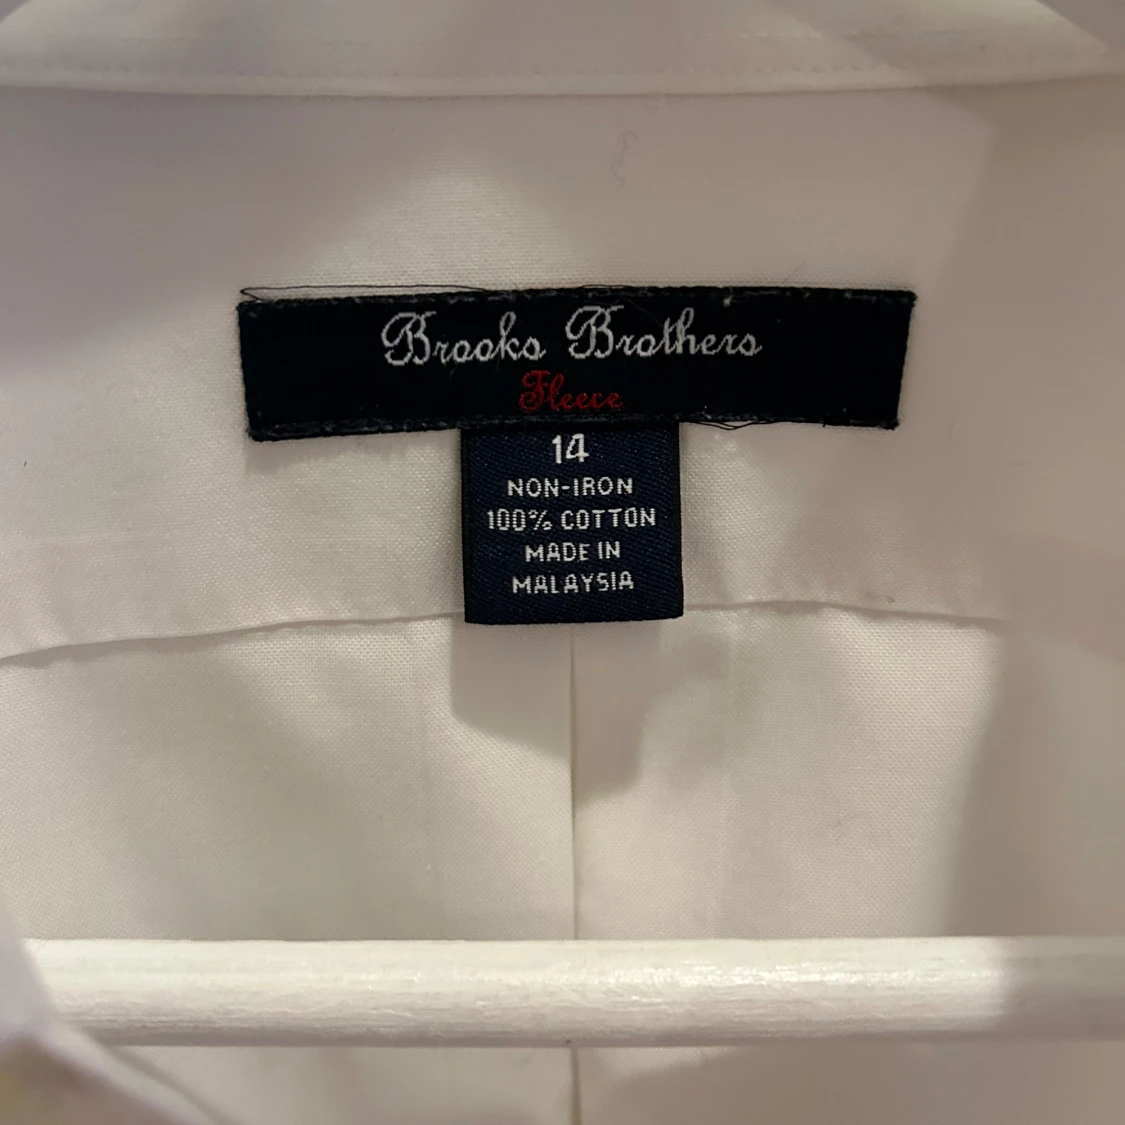 Brooks Brothers
Fleece
14
NON-IRON
100% COTTON
MADE IN
MALAYSIA